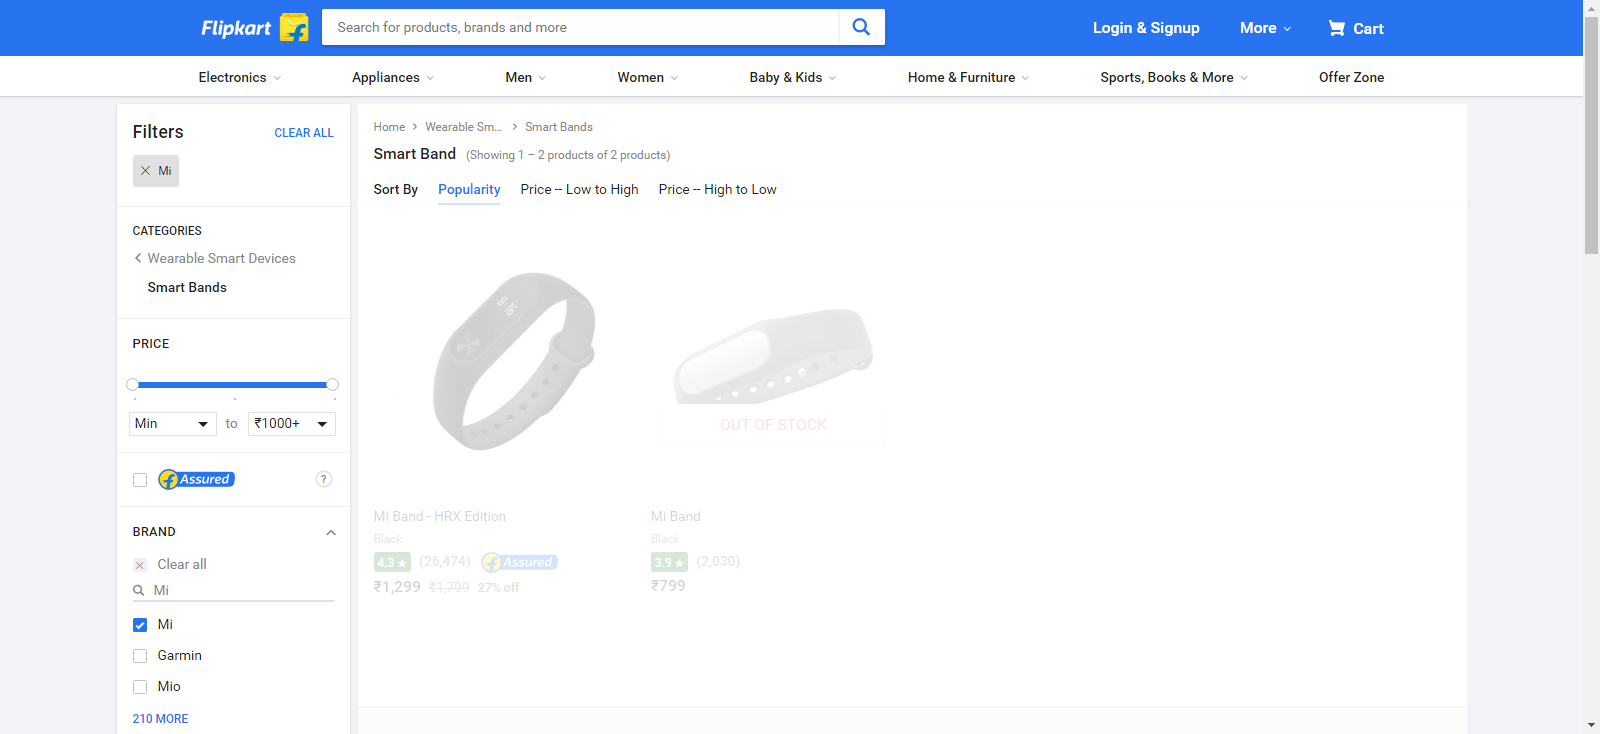 Flipkart
Search for products, brands and more
Login & Signup
More
Cart
Electronics
Appliances
Men
Women
Baby & Kids
Home & Furniture
Sports, Books & More
Offer Zone
Filters
CLEAR ALL
Mi
CATEGORIES
Wearable Smart Devices
Smart Bands
PRICE
Min
to
₹1000+
Assured
?
BRAND
Clear all
Mi
Mi
Garmin
Mio
210 MORE
Home
Wearable Sm...
Smart Bands
Smart Band (Showing 1 – 2 products of 2 products)
Sort By
Popularity
Price -- Low to High
Price -- High to Low
8:16
Mi Band - HRX Edition
Black
4.3 ★ (26,474) Assured
₹1,299 ₹1,799 27% off
OUT OF STOCK
Mi Band
Black
3.9 ★ (2,030)
₹799